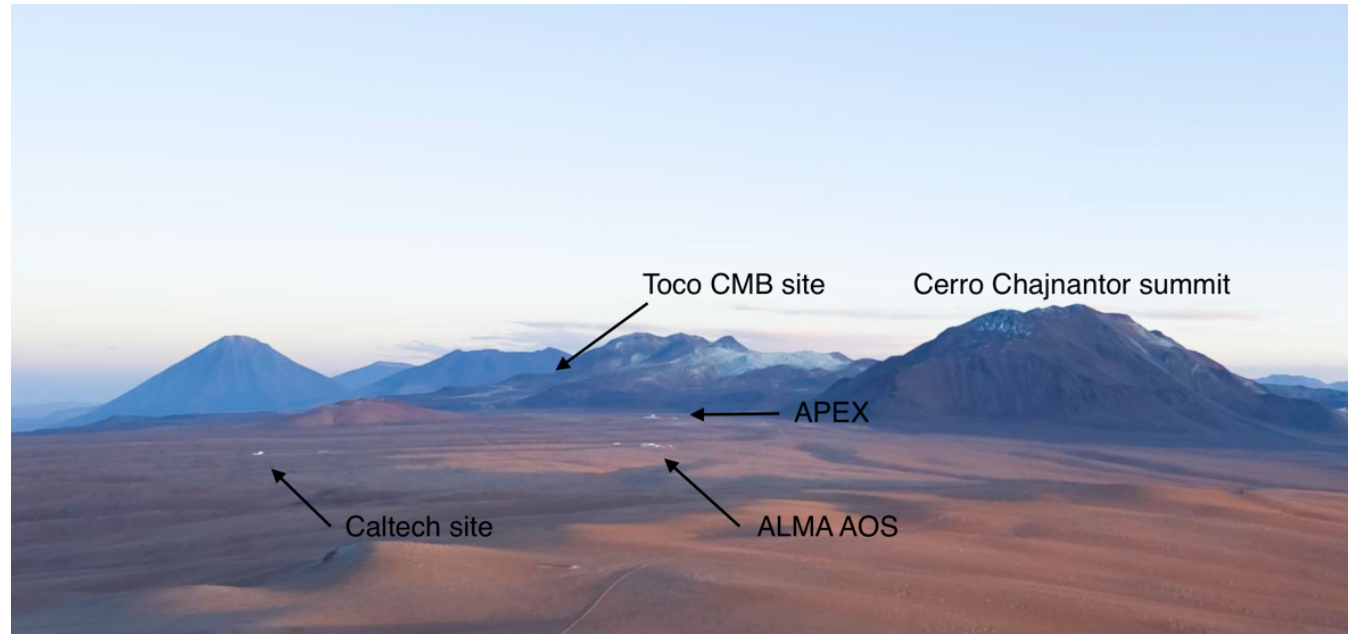 Toco CMB site
Cerro Chajnantor summit
APEX
Caltech site
ALMA AOS